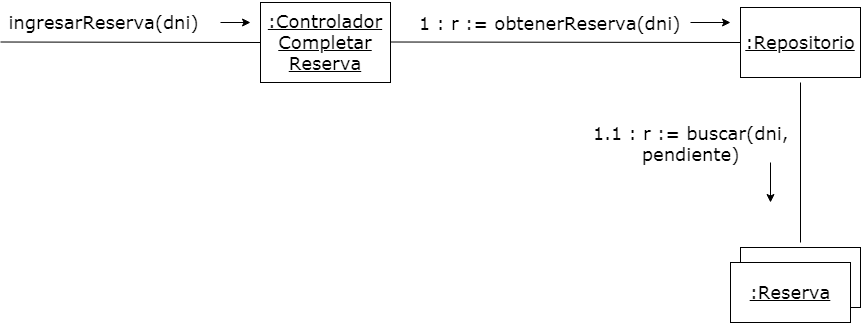 ingresarReserva(dni)
:Controlador
Completar
Reserva
1 : r := obtenerReserva(dni)
:Repositorio
1.1 : r := buscar(dni,
pendiente)
:Reserva